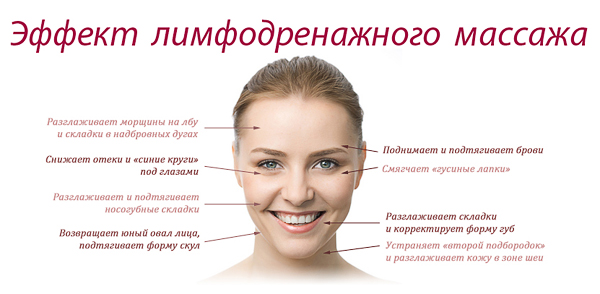 Эффект лимфодренажного массажа
Разглаживает морщины на лбу
и складки в надбровных дугах
Снижает отеки и «синие круги»
под глазами
Разглаживает и подтягивает
носогубные складки
Возвращает юный овал лица,
подтягивает форму скул
Поднимает и подтягивает брови
Смягчает «гусиные лапки»
Разглаживает складки
и корректирует форму губ
Устраняет «второй подбородок»
и разглаживает кожу в зоне шеи